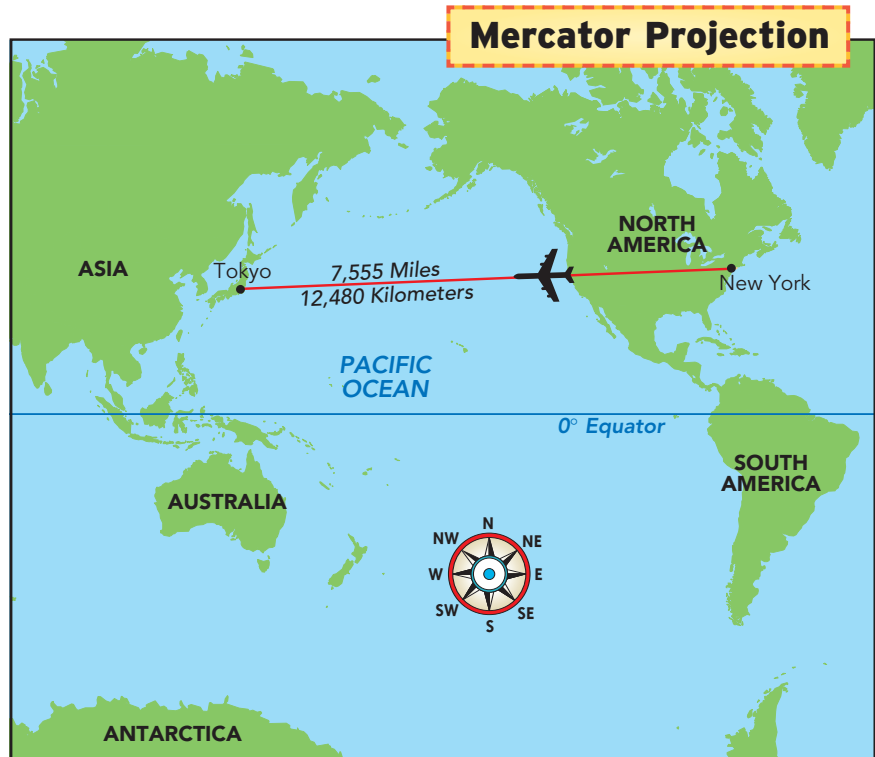 Mercator Projection
NORTH
AMERICA
ASIA
Tokyo
7,555 Miles
12,480 Kilometers
New York
PACIFIC
OCEAN
0° Equator
SOUTH
AMERICA
AUSTRALIA
N
NW
NE
W
E
SW
SE
S
ANTARCTICA